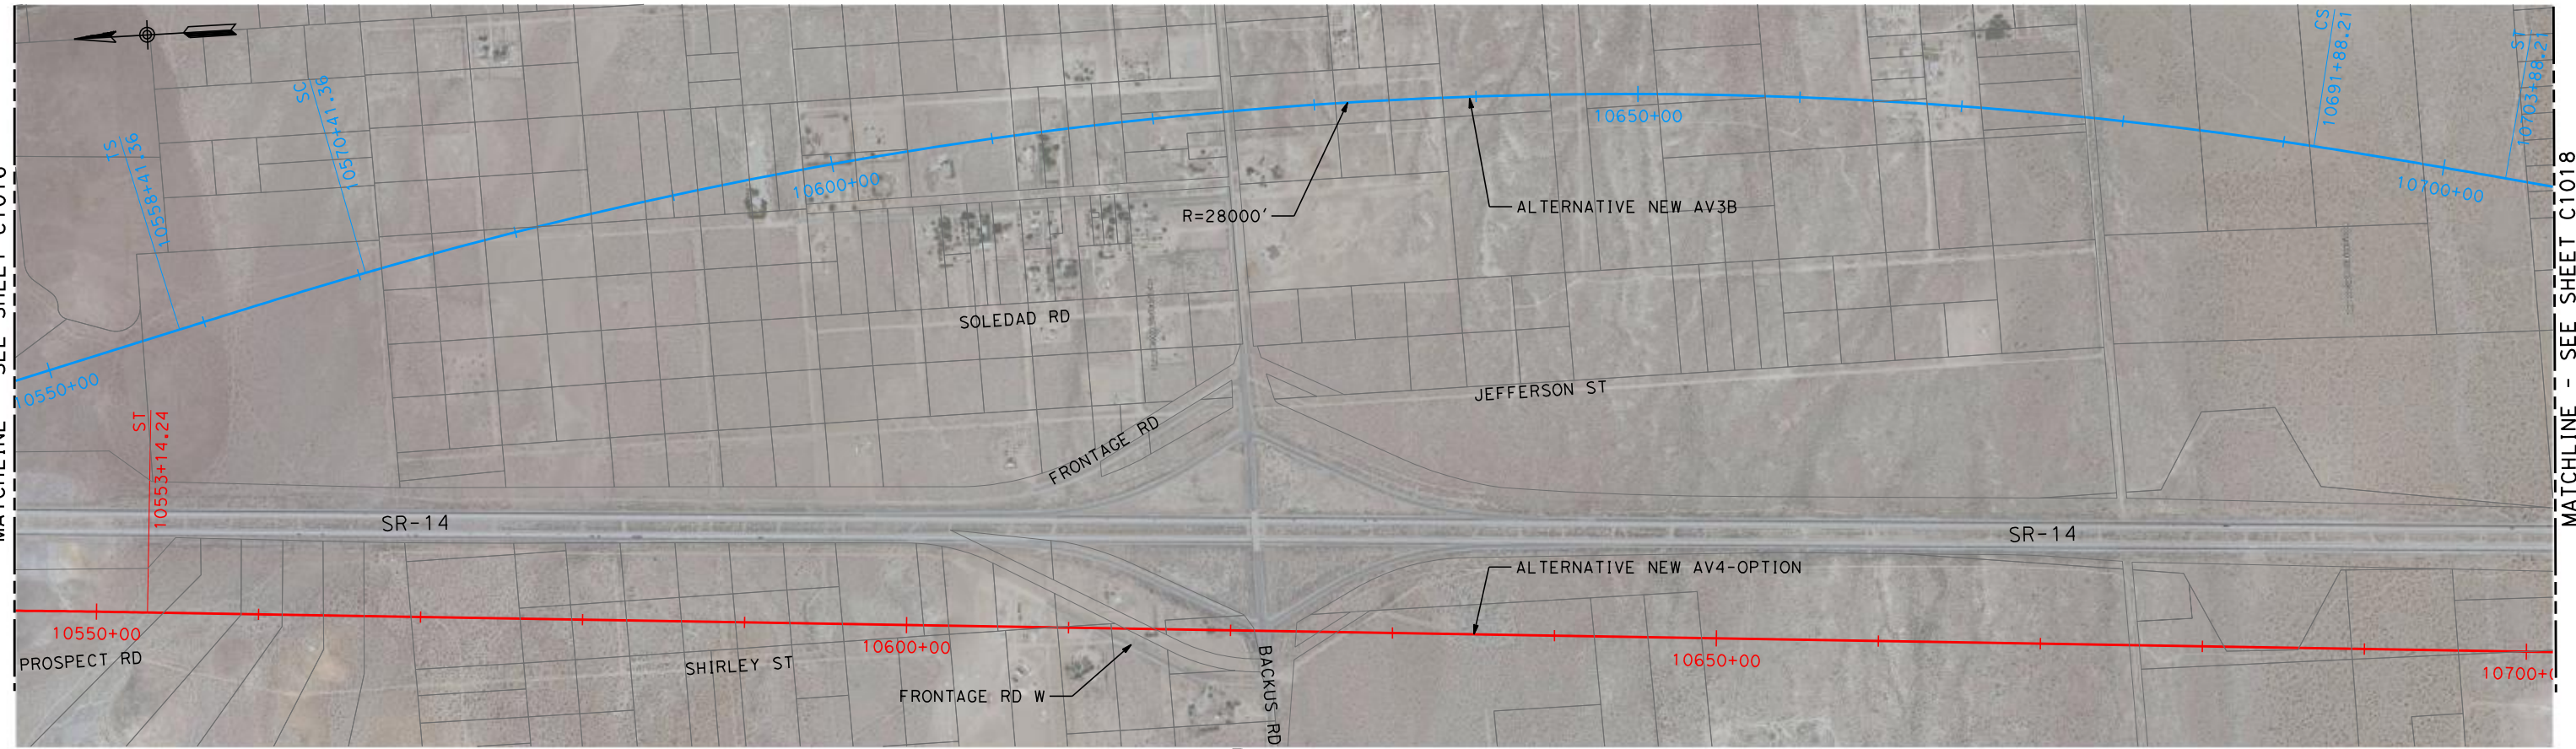 CS
10691+88.21
ST
10703+88.21
SC
10570+41.36
TS
10558+41.36
10650+00
10600+00
10700+00
R=28000'
ALTERNATIVE NEW AV3B
SOLEDAD RD
10550+00
JEFFERSON ST
ST
10553+14.24
FRONTAGE RD
SR-14
SR-14
ALTERNATIVE NEW AV4-OPTION
10550+00
10600+00
10650+00
10700+0
PROSPECT RD
SHIRLEY ST
FRONTAGE RD W
BACKUS RD
MATCHLINE - SEE SHEET C1018